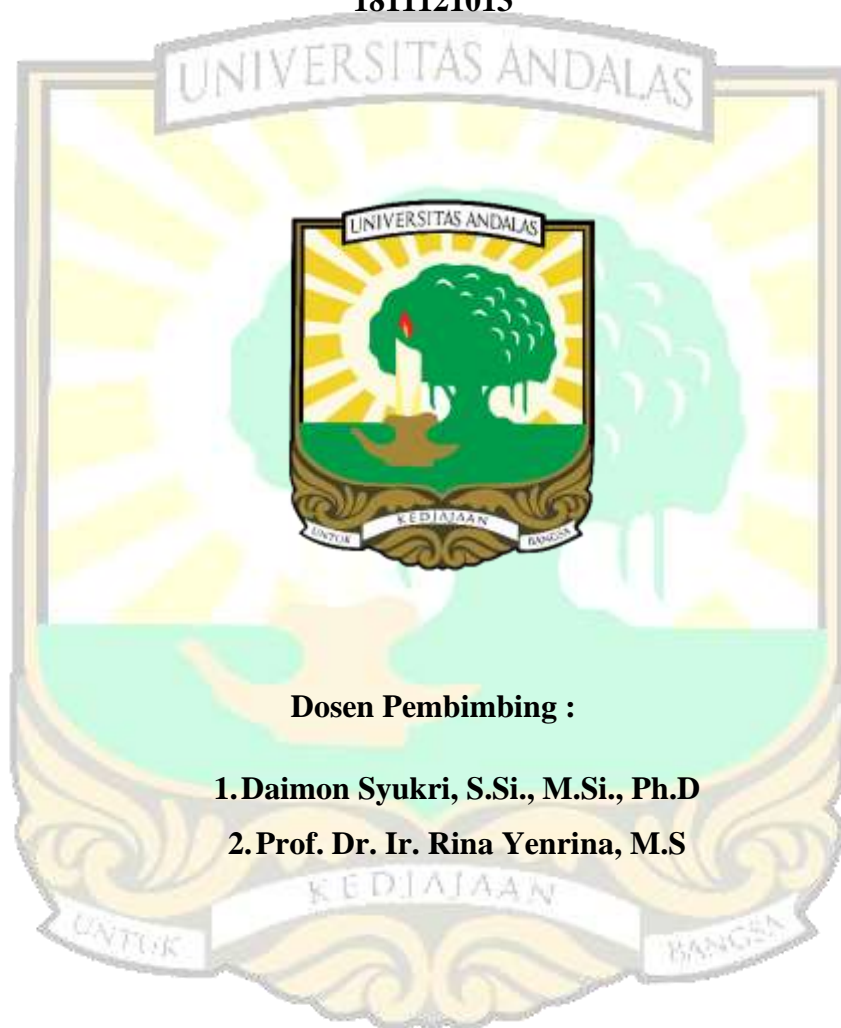 1811121013
UNIVERSITAS ANDALAS
UNIVERSITAS ANDALAS
UNTUK
KEDJAJAAN
BANGSA
Dosen Pembimbing :
1.Daimon Syukri, S.Si., M.Si., Ph.D
2.Prof. Dr. Ir. Rina Yenrina, M.S
KEDJAJAAN
UNTUK
BANGSA